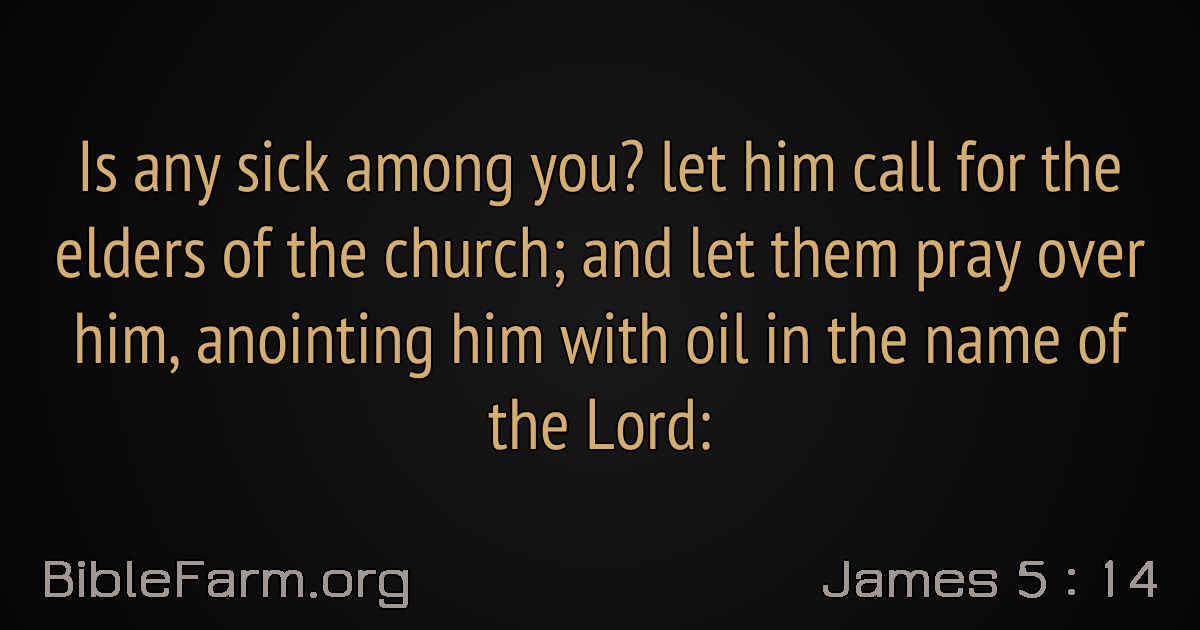 Is any sick among you? let him call for the
elders of the church; and let them pray over
him, anointing him with oil in the name of
the Lord:
BibleFarm.org
James 5 : 14